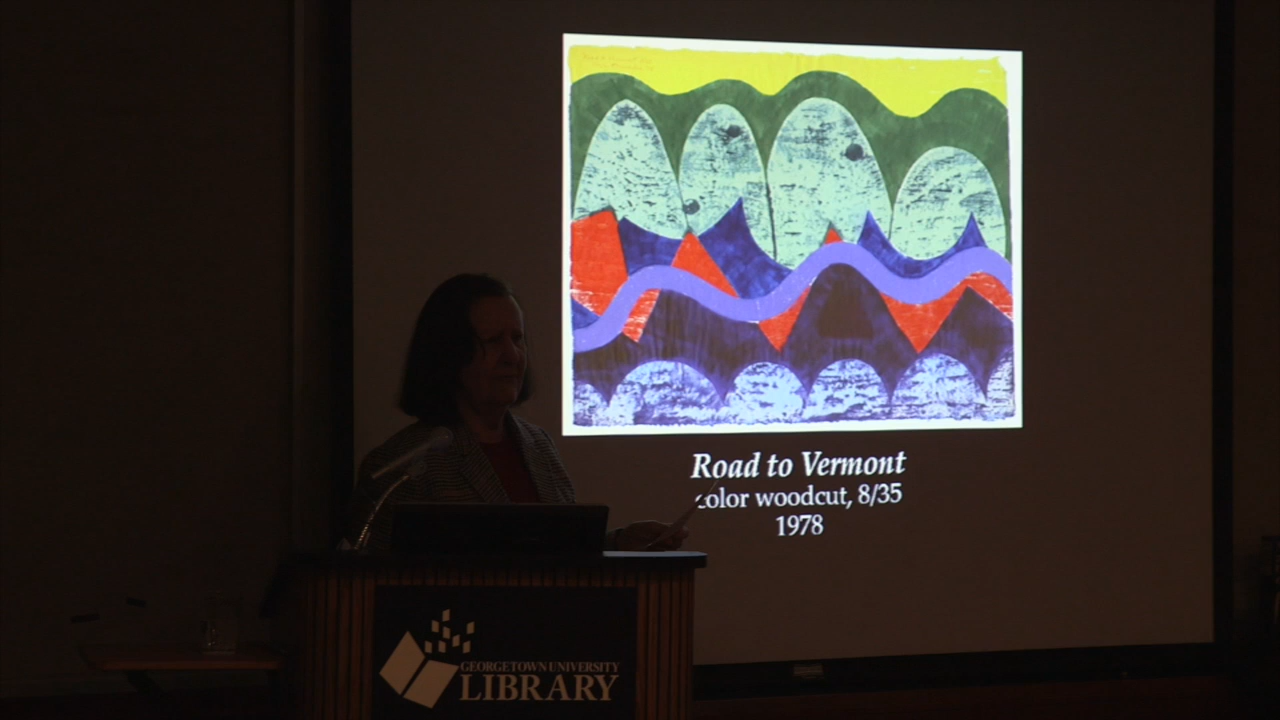 Road to Vermont
color woodcut, 8/35
1978
GEORGETOWN UNIVERSITY
LIBRARY